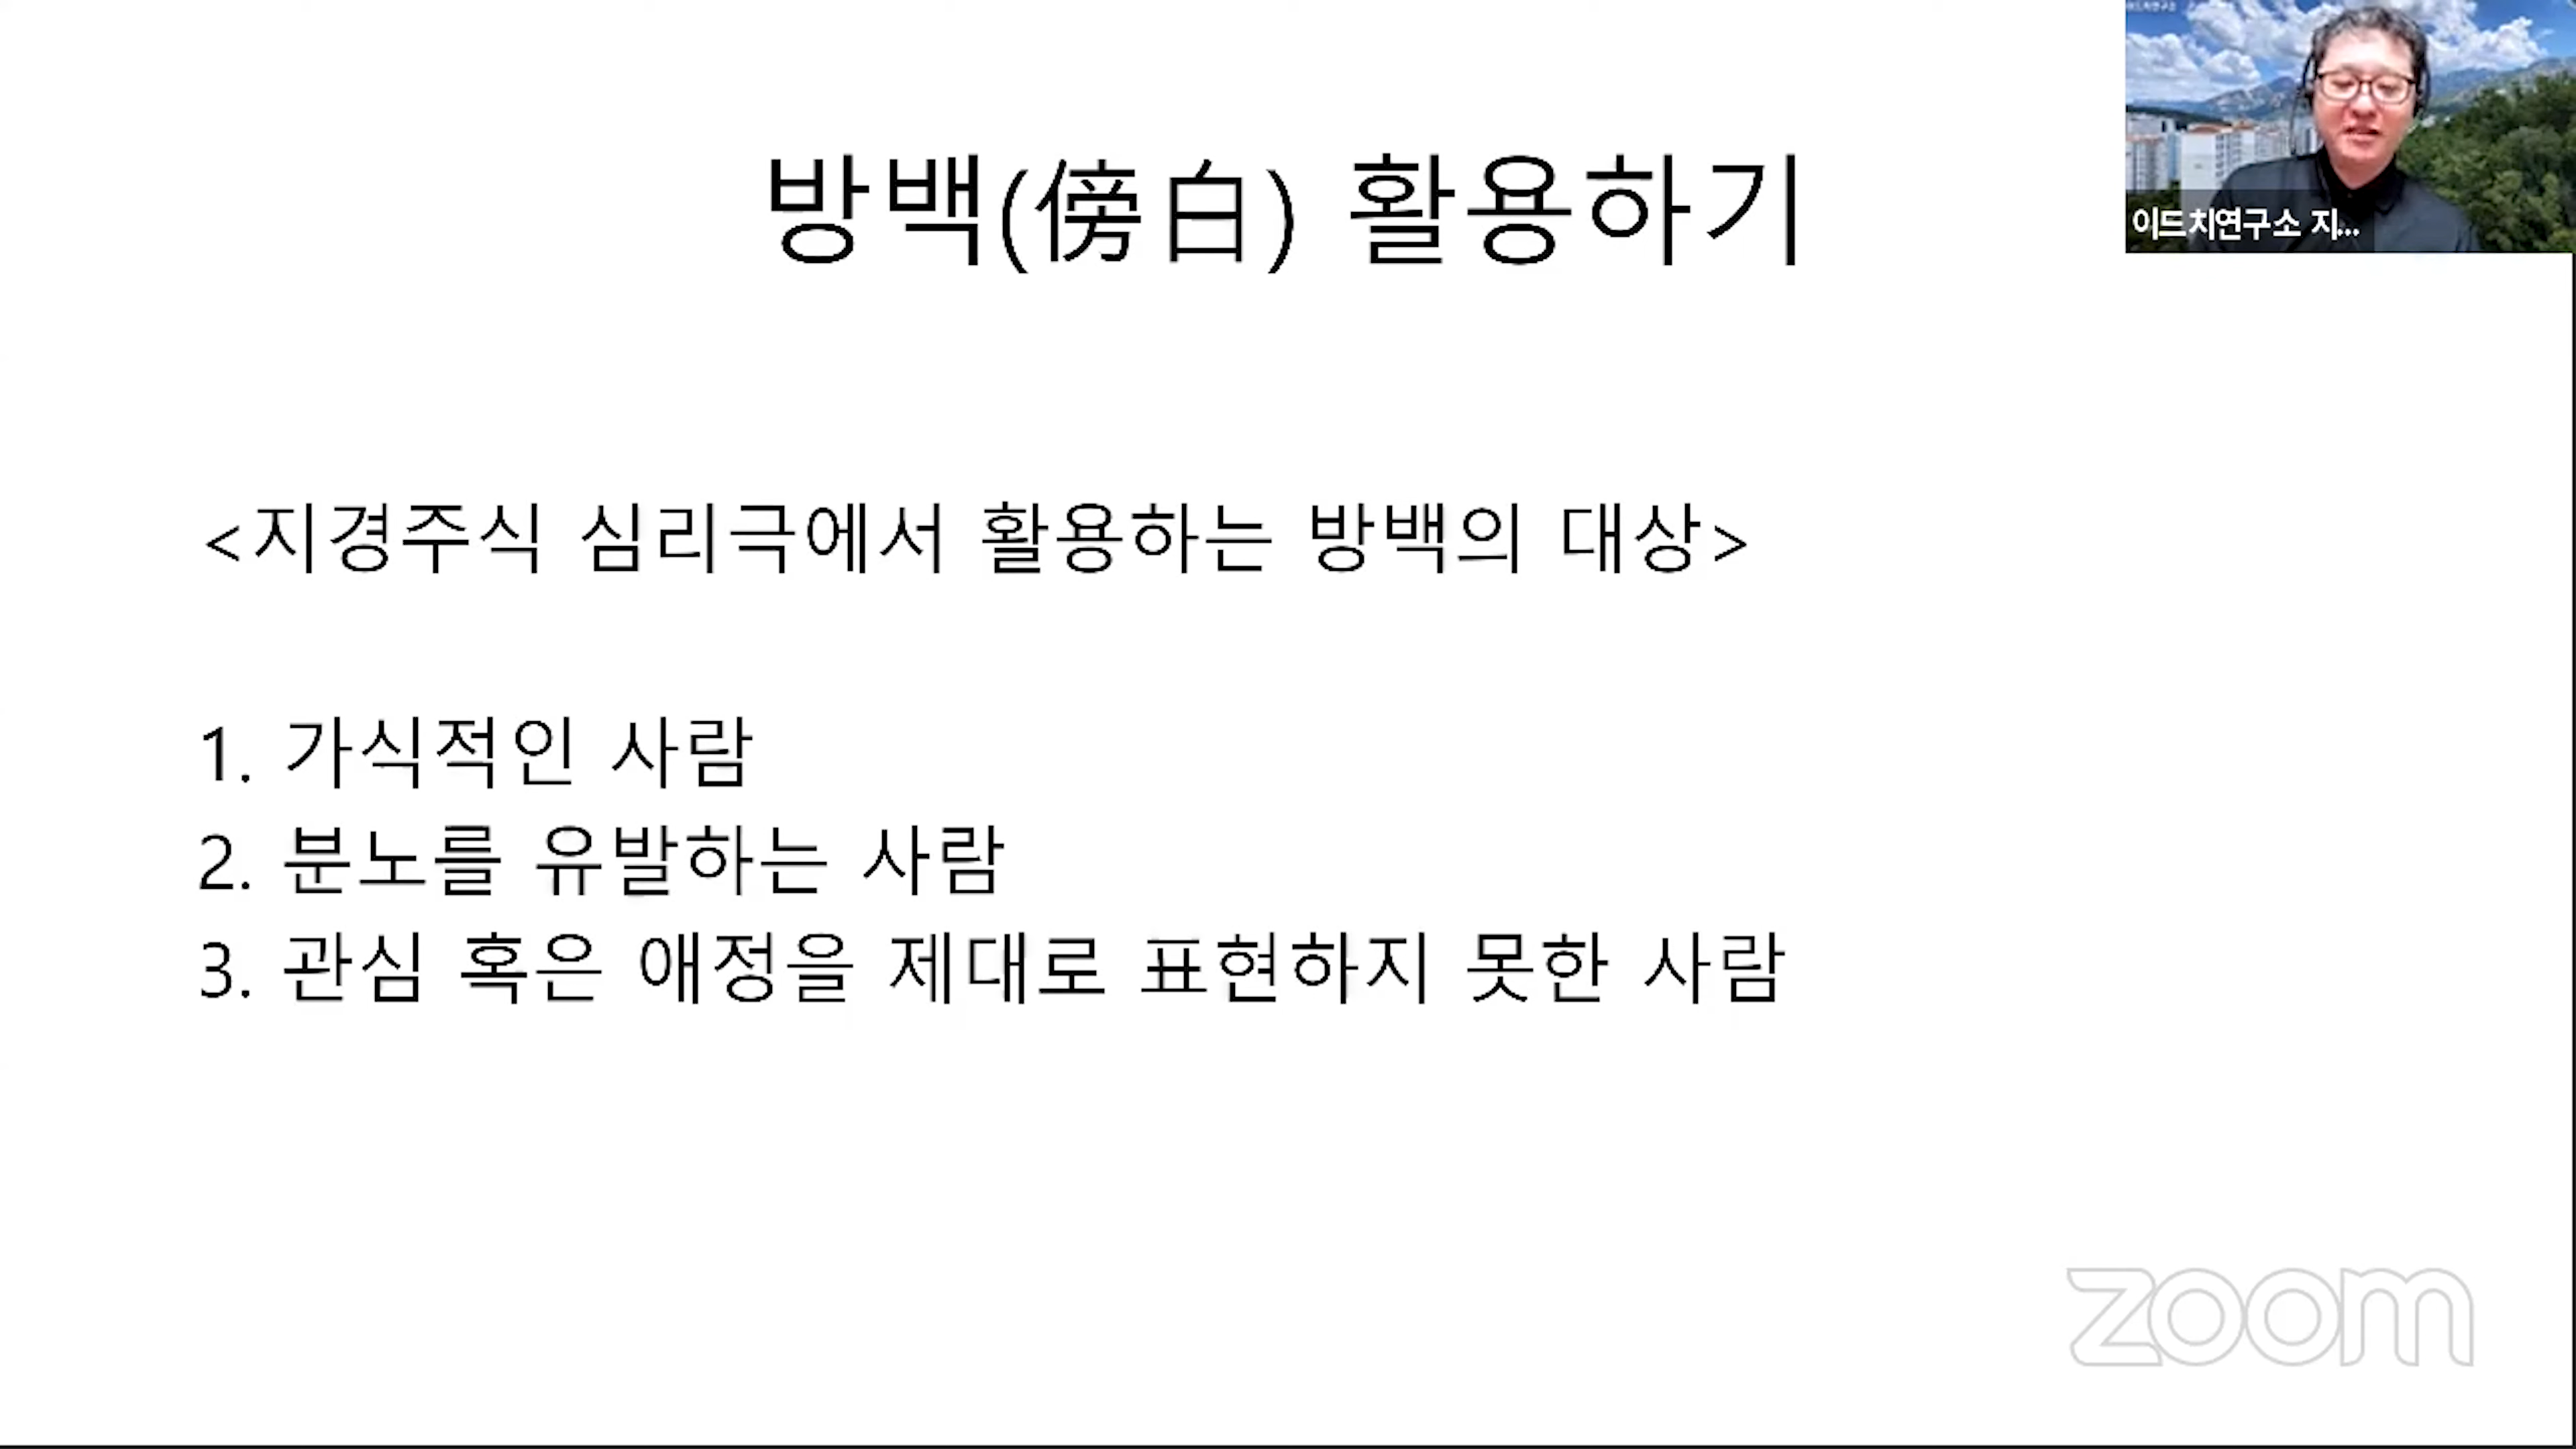 방백(傍白) 활용하기
이드치연구소 지...
<지경주식 심리극에서 활용하는 방백의 대상>
1. 가식적인 사람
2. 분노를 유발하는 사람
3. 관심 혹은 애정을 제대로 표현하지 못한 사람
zoom